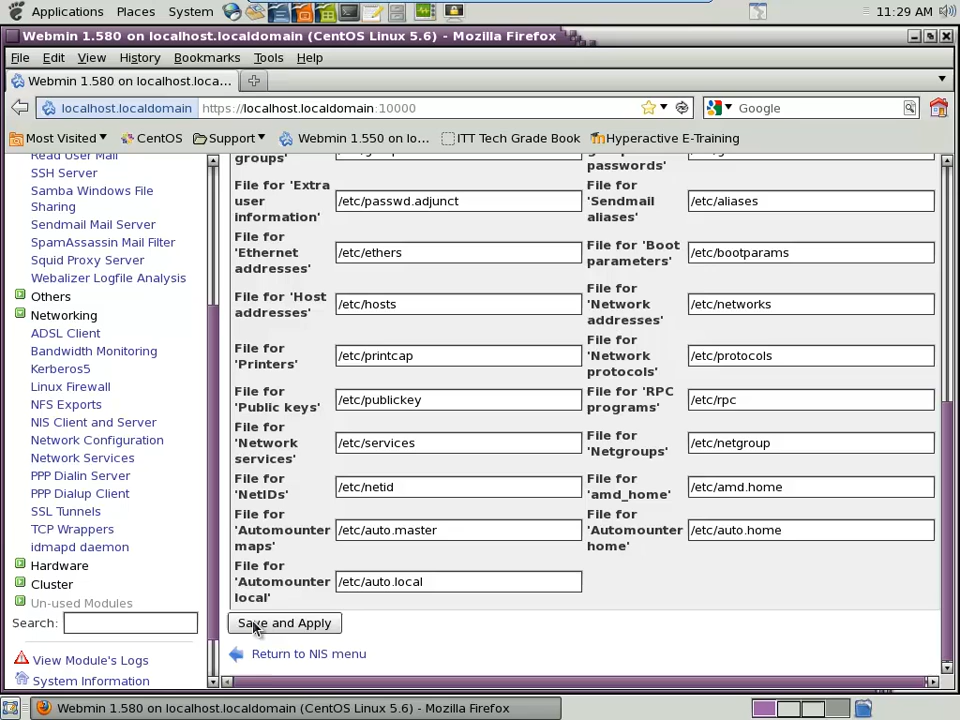 Applications Places System 11:29 AM
Webmin 1.580 on localhost.localdomain (CentOS Linux 5.6) - Mozilla Firefox
File Edit View History Bookmarks Tools Help
Webmin 1.580 on localhost.loca...
localhost.localdomain https://localhost.localdomain:10000 Google
Most Visited CentOS Support Webmin 1.550 on lo... ITT Tech Grade Book Hyperactive E-Training
Read User Mail
SSH Server
Samba Windows File
Sharing
Sendmail Mail Server
SpamAssassin Mail Filter
Squid Proxy Server
Webalizer Logfile Analysis
Others
Networking
ADSL Client
Bandwidth Monitoring
Kerberos5
Linux Firewall
NFS Exports
NIS Client and Server
Network Configuration
Network Services
PPP Dialin Server
PPP Dialup Client
SSL Tunnels
TCP Wrappers
idmapd daemon
Hardware
Cluster
Un-used Modules
Search:
View Module's Logs
System Information
groups'
passwords'
File for 'Extra
user
information'
/etc/passwd.adjunct
File for
'Sendmail
aliases'
/etc/aliases
File for
'Ethernet
addresses'
/etc/ethers
File for 'Boot
parameters'
/etc/bootparams
File for 'Host
addresses'
/etc/hosts
File for
'Network
addresses'
/etc/networks
File for
'Printers'
/etc/printcap
File for
'Network
protocols'
/etc/protocols
File for
'Public keys'
/etc/publickey
File for 'RPC
programs'
/etc/rpc
File for
'Network
services'
/etc/services
File for
'Netgroups'
/etc/netgroup
File for
'NetIDs'
/etc/netid
File for
'amd_home'
/etc/amd.home
File for
'Automounter
maps'
/etc/auto.master
File for
'Automounter
home'
/etc/auto.home
File for
'Automounter
local'
/etc/auto.local
Save and Apply
Return to NIS menu
Webmin 1.580 on localhost.localdomain (CentOS Linux 5.6) - Mozilla Firefox